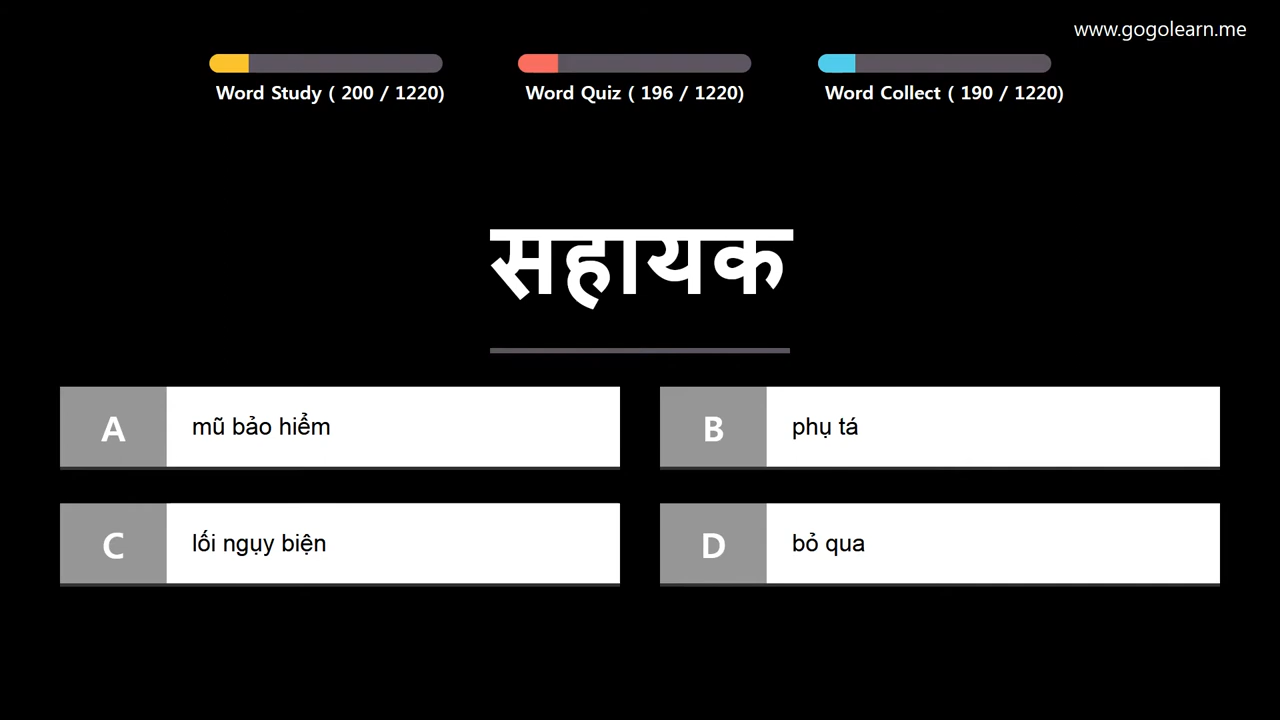 www.gogolearn.me
Word Study ( 200 / 1220)
Word Quiz ( 196 / 1220)
Word Collect ( 190 / 1220)
सहायक
A mũ bảo hiểm
B phụ tá
C lối ngụy biện
D bỏ qua